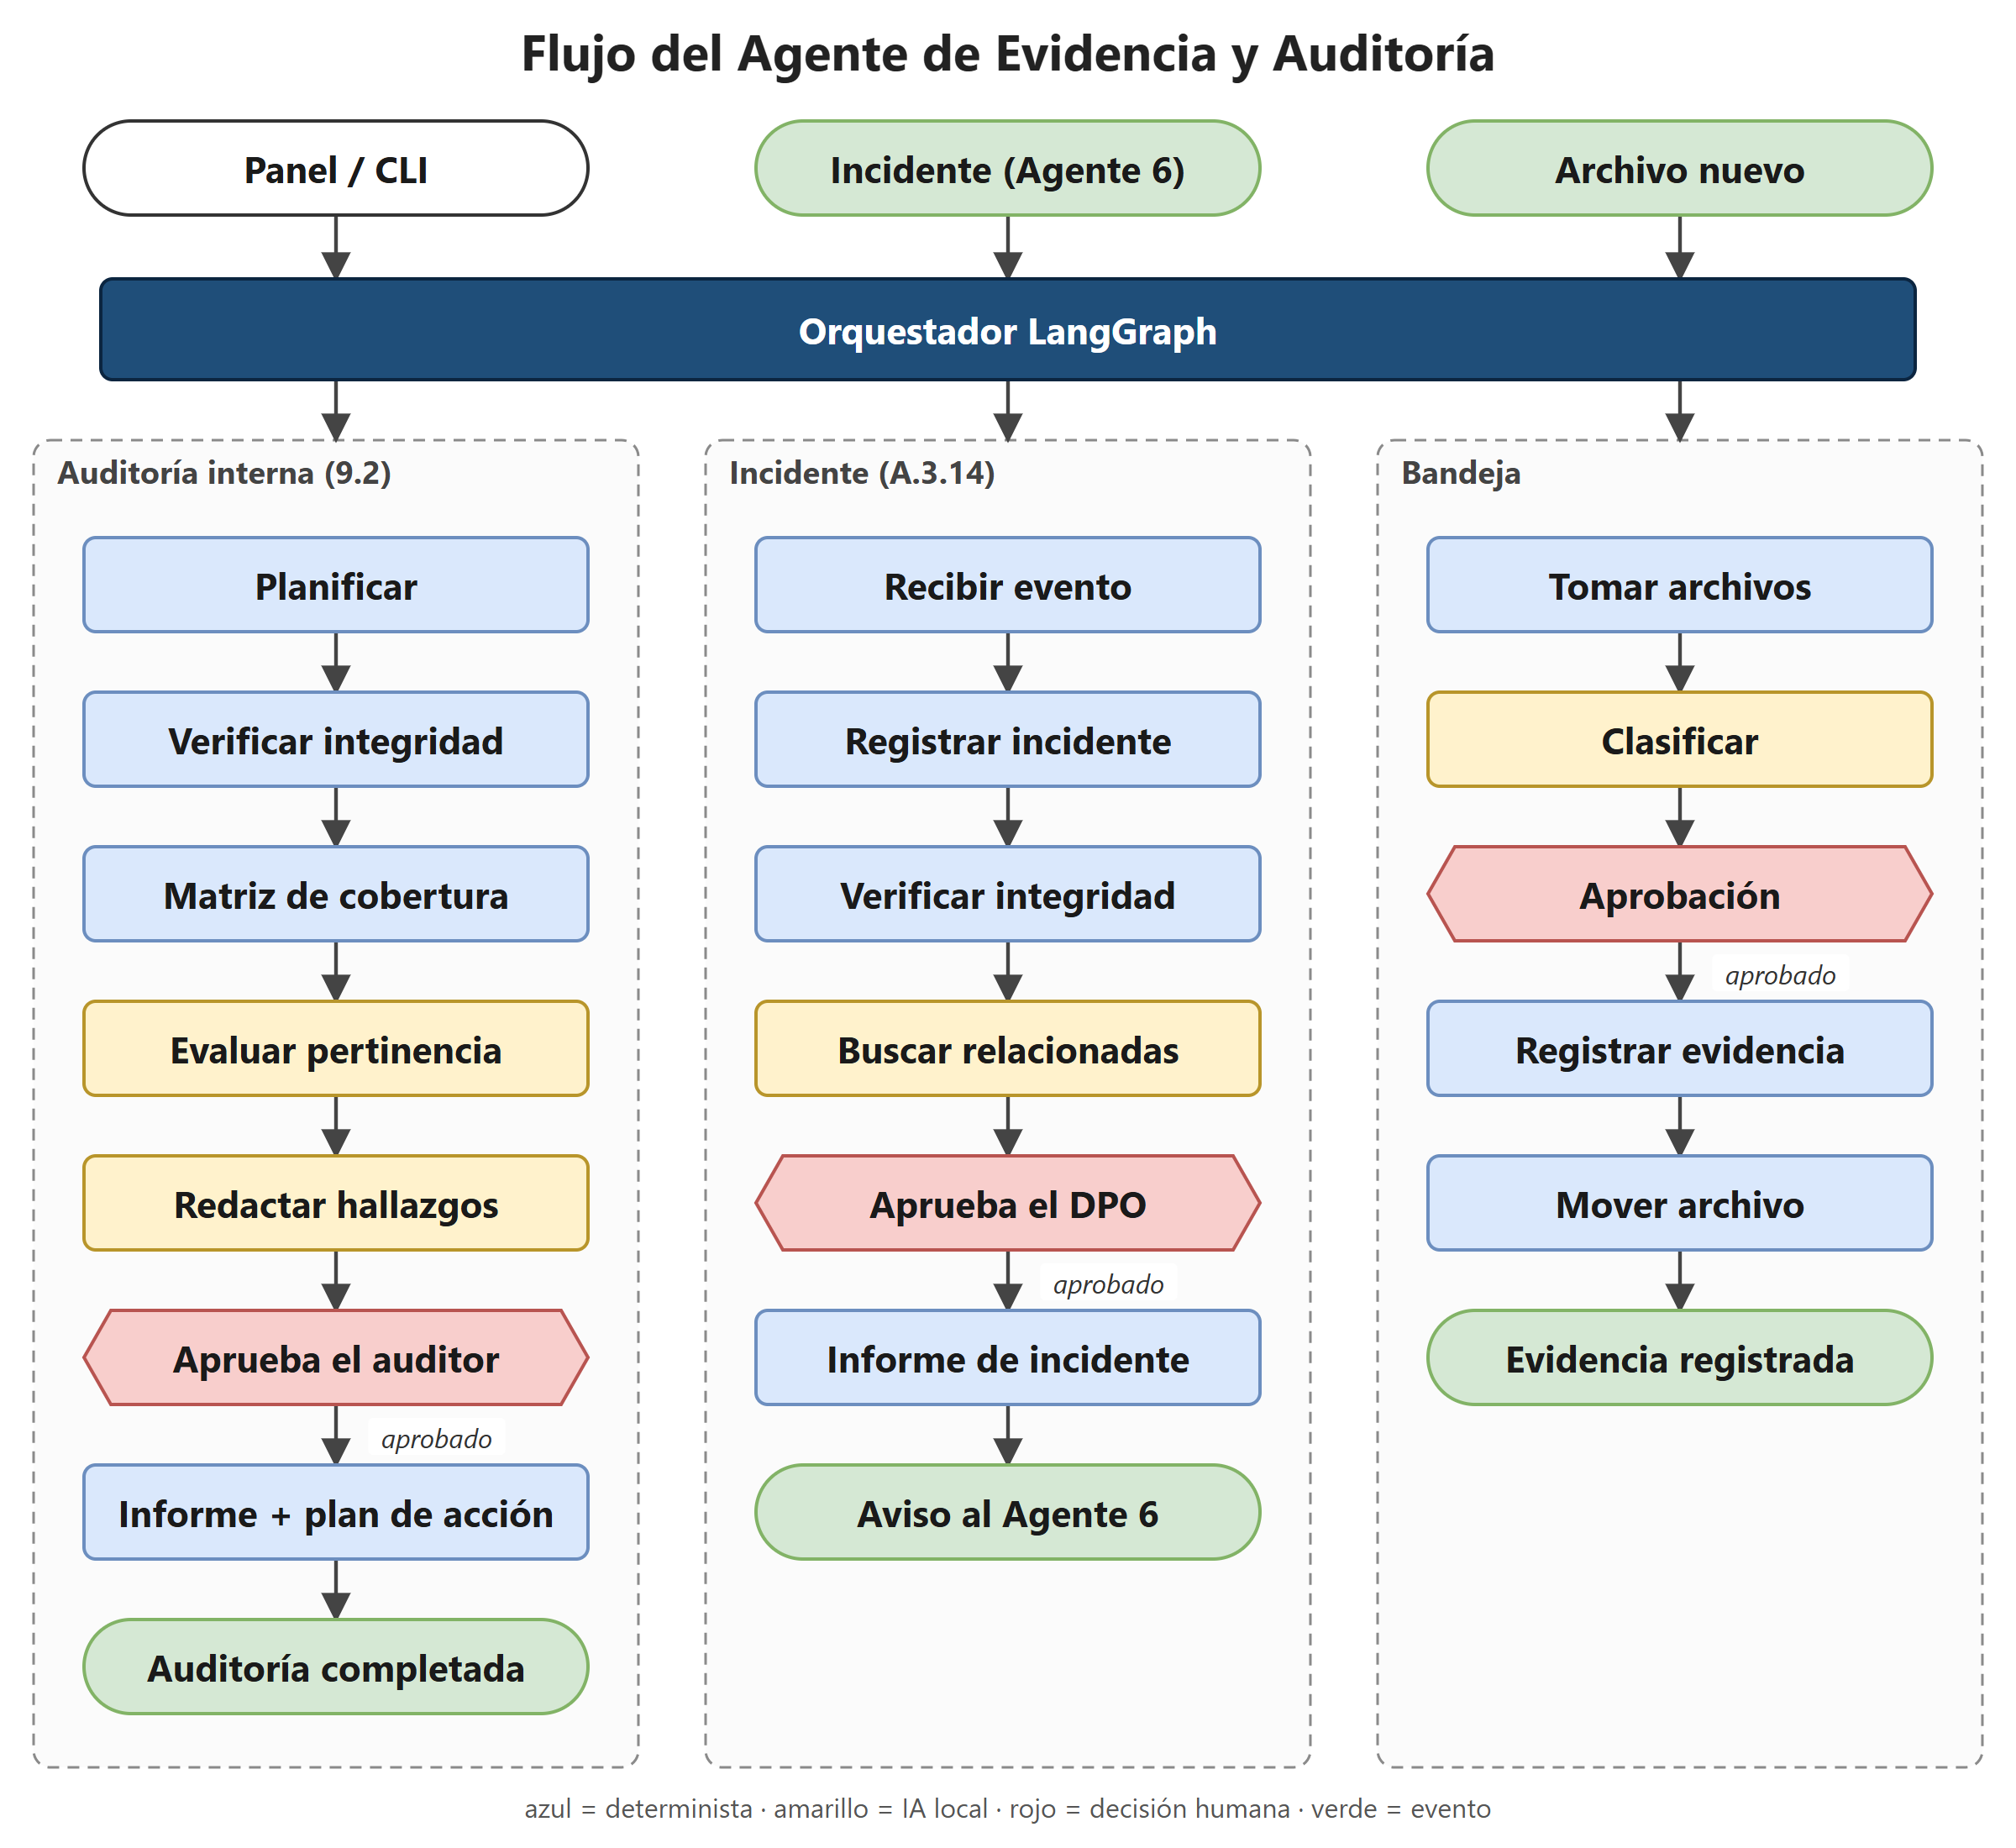 Flujo del Agente de Evidencia y Auditoría
Panel / CLI
Incidente (Agente 6)
Archivo nuevo
Orquestador LangGraph
Auditoría interna (9.2)
Planificar
Verificar integridad
Matriz de cobertura
Evaluar pertinencia
Redactar hallazgos
Aprueba el auditor
aprobado
Informe + plan de acción
Auditoría completada
Incidente (A.3.14)
Recibir evento
Registrar incidente
Verificar integridad
Buscar relacionadas
Aprueba el DPO
aprobado
Informe de incidente
Aviso al Agente 6
Bandeja
Tomar archivos
Clasificar
Aprobación
aprobado
Registrar evidencia
Mover archivo
Evidencia registrada
azul = determinista · amarillo = IA local · rojo = decisión humana · verde = evento